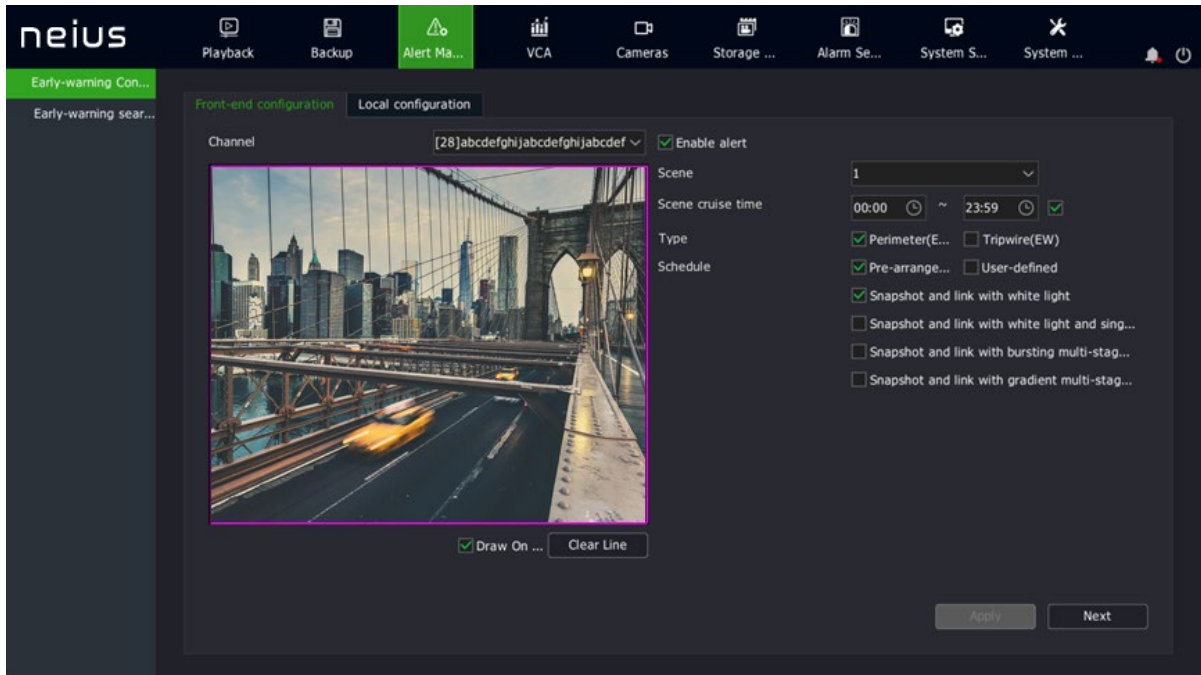 neius
Playback Backup Alert Ma... VCA Cameras Storage ... Alarm Se... System S... System ...
Early-warning Con...
Early-warning sear...
Front-end configuration Local configuration
Channel [28]abcdefghijabcdefghijabcdef Enable alert
Scene 1
Scene cruise time 00:00 ~ 23:59
Type Perimeter(E... Tripwire(EW)
Schedule Pre-arrange... User-defined
Snapshot and link with white light
Snapshot and link with white light and sing...
Snapshot and link with bursting multi-stag...
Snapshot and link with gradient multi-stag...
Draw On ... Clear Line
Apply Next